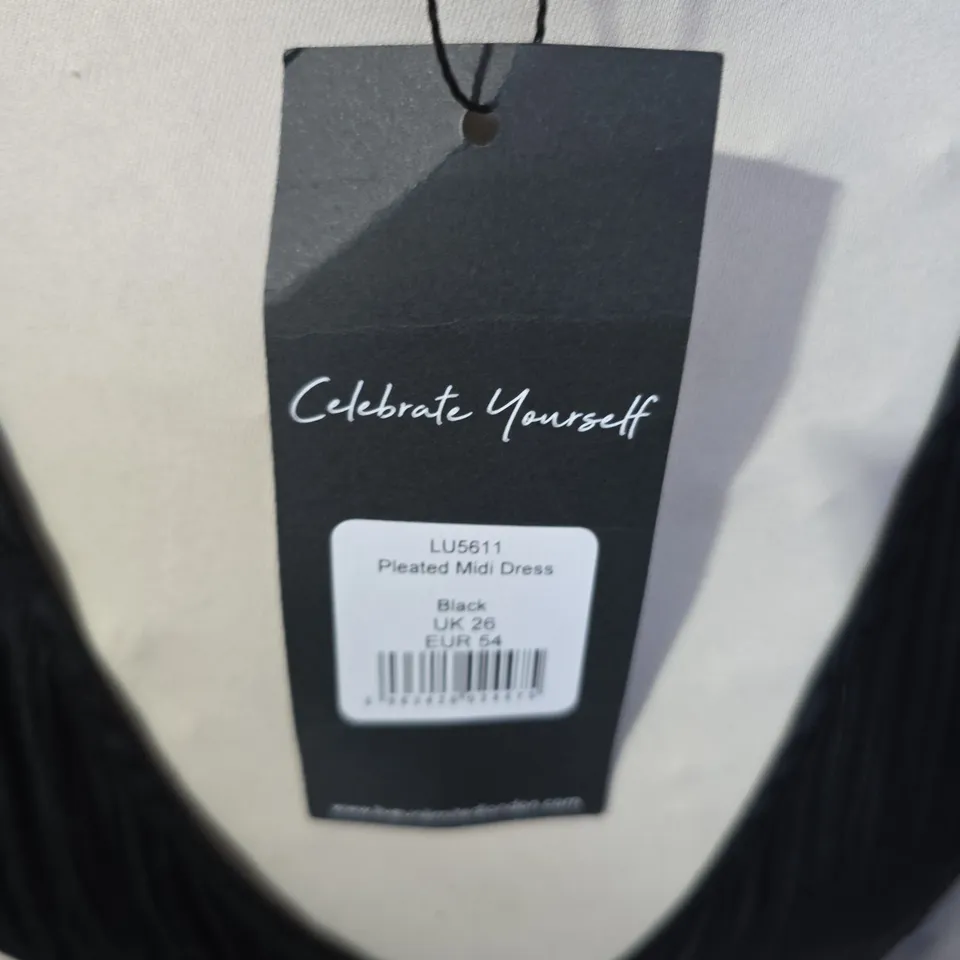 Celebrate Yourself
LU5611
Pleated Midi Dress
Black
UK 26
EUR 54